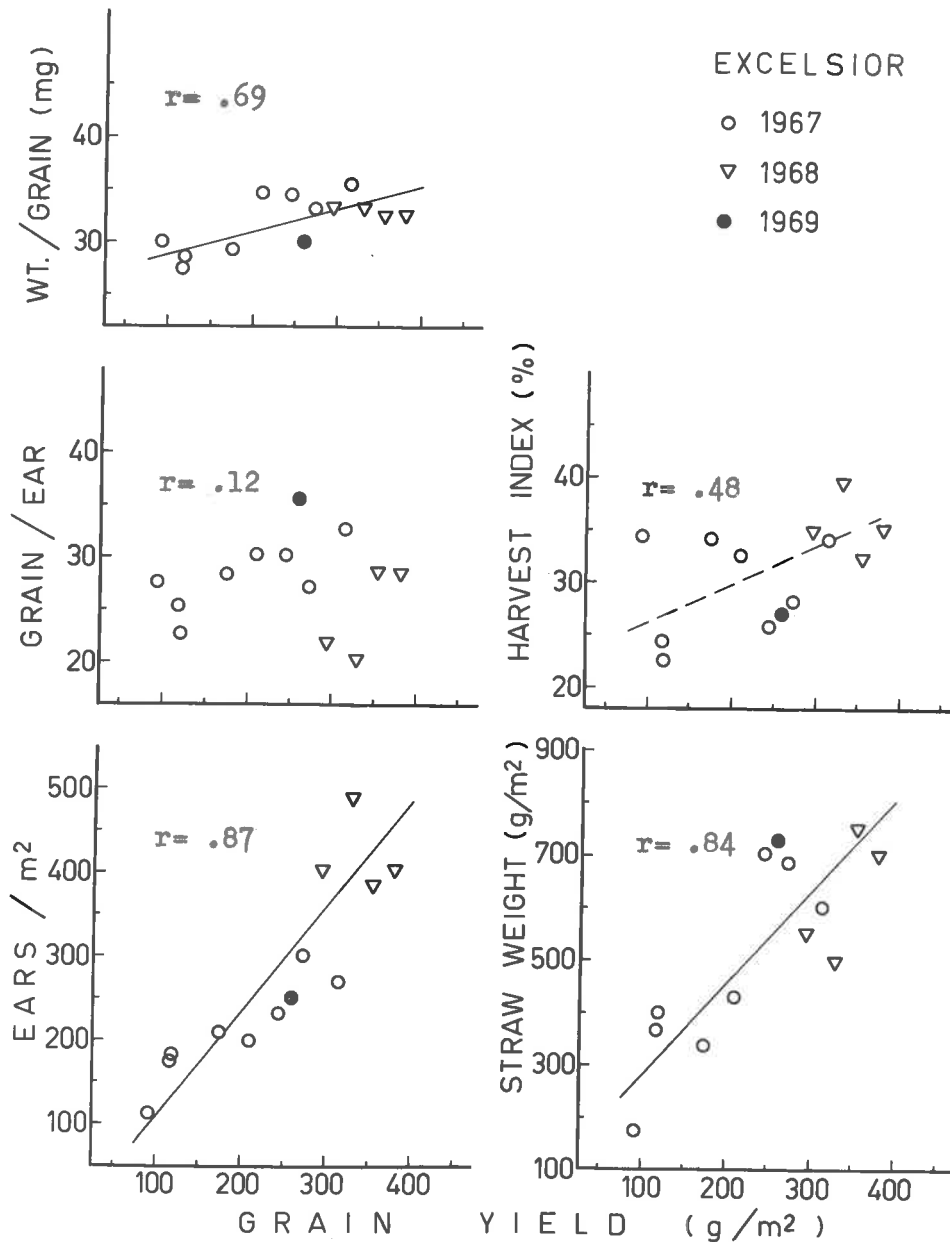 EXCELSIOR
○ 1967
▽ 1968
● 1969
WT./GRAIN (mg)
r= .69
40
30
GRAIN/EAR
r= .12
40
30
20
HARVEST INDEX (%)
r= .48
40
30
20
EARS/m²
r= .87
500
400
300
200
100
STRAW WEIGHT (g/m²)
r= .84
900
700
500
300
100
100 200 300 400
100 200 300 400
GRAIN YIELD (g/m²)